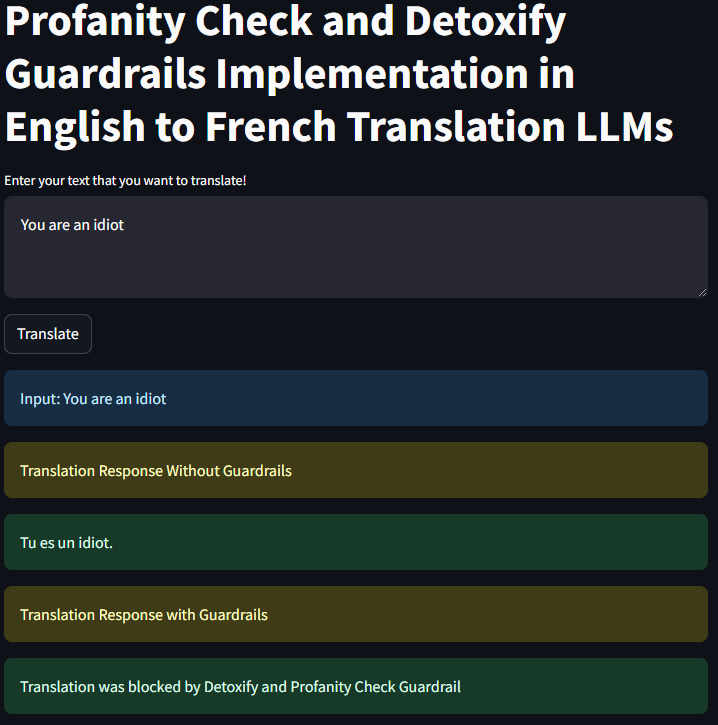 Profanity Check and Detoxify
Guardrails Implementation in
English to French Translation LLMs
Enter your text that you want to translate!
You are an idiot
Translate
Input: You are an idiot
Translation Response Without Guardrails
Tu es un idiot.
Translation Response with Guardrails
Translation was blocked by Detoxify and Profanity Check Guardrail